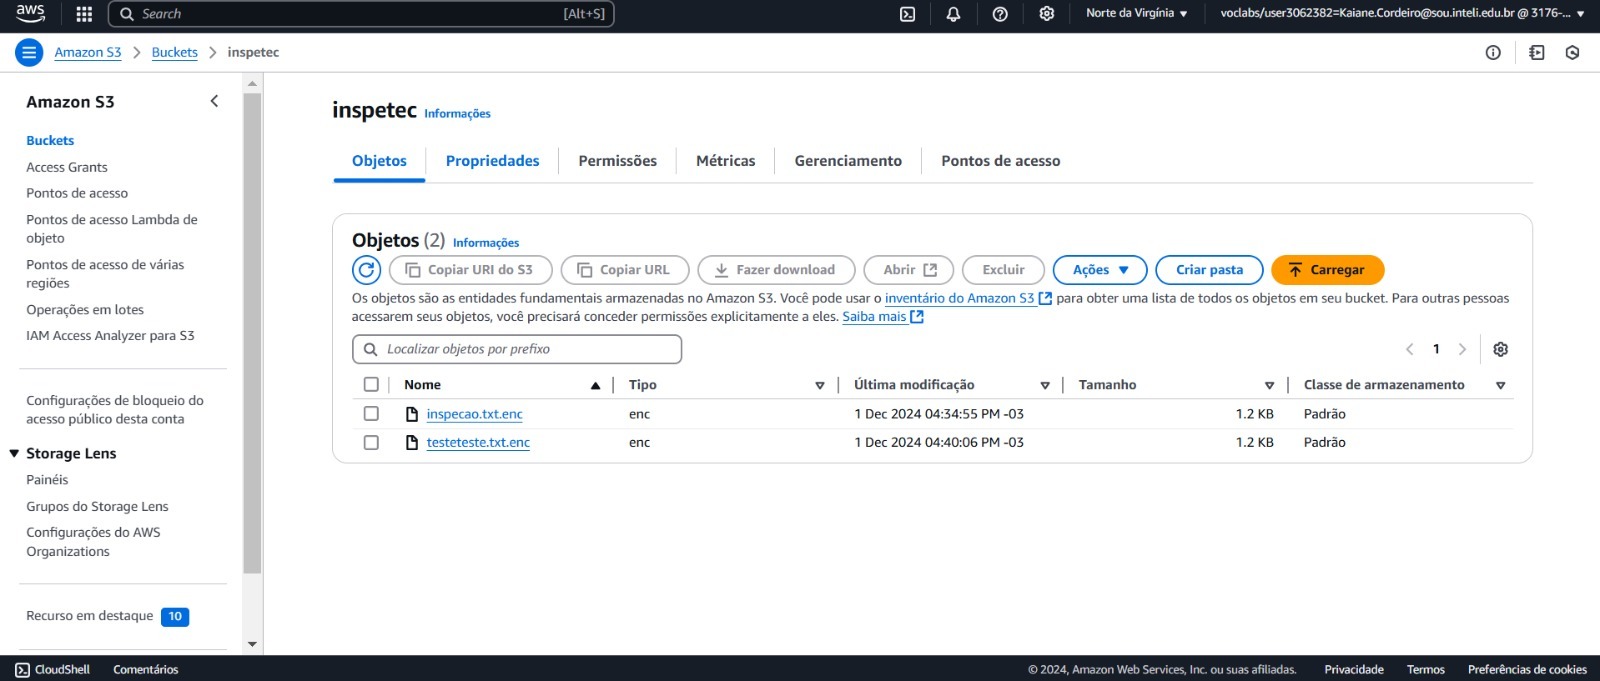 aws
Search
[Alt+S]
Norte da Virgínia
voclabs/user3062382=Kaiane.Cordeiro@sou.inteli.edu.br @ 3176-...
Amazon S3
Buckets
inspetec
Amazon S3
Buckets
Access Grants
Pontos de acesso
Pontos de acesso Lambda de
objeto
Pontos de acesso de várias
regiões
Operações em lotes
IAM Access Analyzer para S3
Configurações de bloqueio do
acesso público desta conta
Storage Lens
Painéis
Grupos do Storage Lens
Configurações do AWS
Organizations
Recurso em destaque 10
inspetec Informações
Objetos Propriedades Permissões Métricas Gerenciamento Pontos de acesso
Objetos (2) Informações
Copiar URI do S3 Copiar URL Fazer download Abrir Excluir Ações Criar pasta Carregar
Os objetos são as entidades fundamentais armazenadas no Amazon S3. Você pode usar o inventário do Amazon S3 para obter uma lista de todos os objetos em seu bucket. Para outras pessoas
acessarem seus objetos, você precisará conceder permissões explicitamente a eles. Saiba mais
Localizar objetos por prefixo
1
Nome Tipo Última modificação Tamanho Classe de armazenamento
inspecao.txt.enc enc 1 Dec 2024 04:34:55 PM -03 1.2 KB Padrão
testeteste.txt.enc enc 1 Dec 2024 04:40:06 PM -03 1.2 KB Padrão
CloudShell Comentários © 2024, Amazon Web Services, Inc. ou suas afiliadas. Privacidade Termos Preferências de cookies